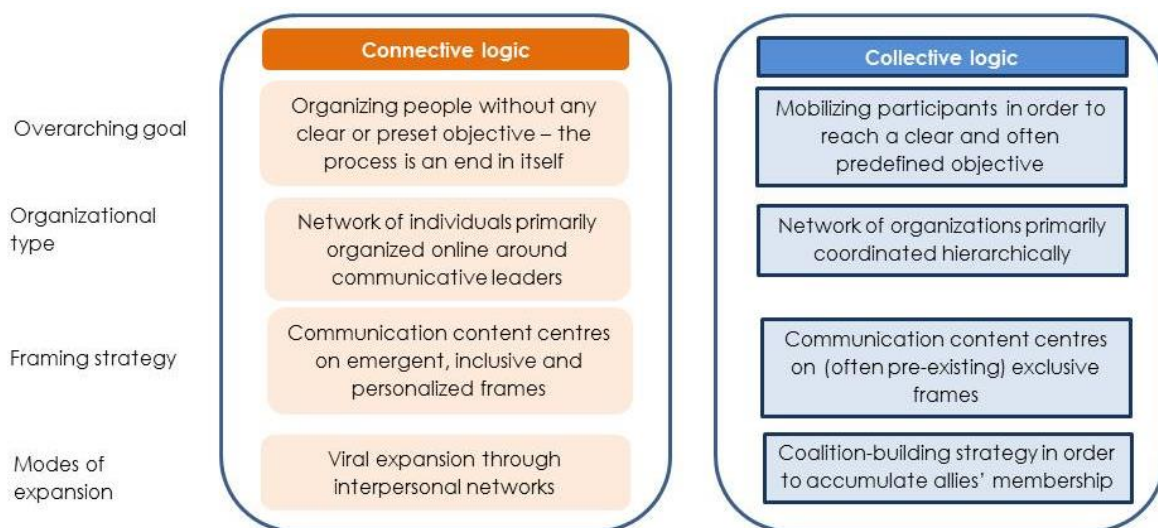 Connective logic
Collective logic
Overarching goal
Organizing people without any
clear or preset objective – the
process is an end in itself
Mobilizing participants in order to
reach a clear and often
predefined objective
Organizational
type
Network of individuals primarily
organized online around
communicative leaders
Network of organizations primarily
coordinated hierarchically
Framing strategy
Communication content centres
on emergent, inclusive and
personalized frames
Communication content centres
on (often pre-existing) exclusive
frames
Modes of
expansion
Viral expansion through
interpersonal networks
Coalition-building strategy in order
to accumulate allies’ membership